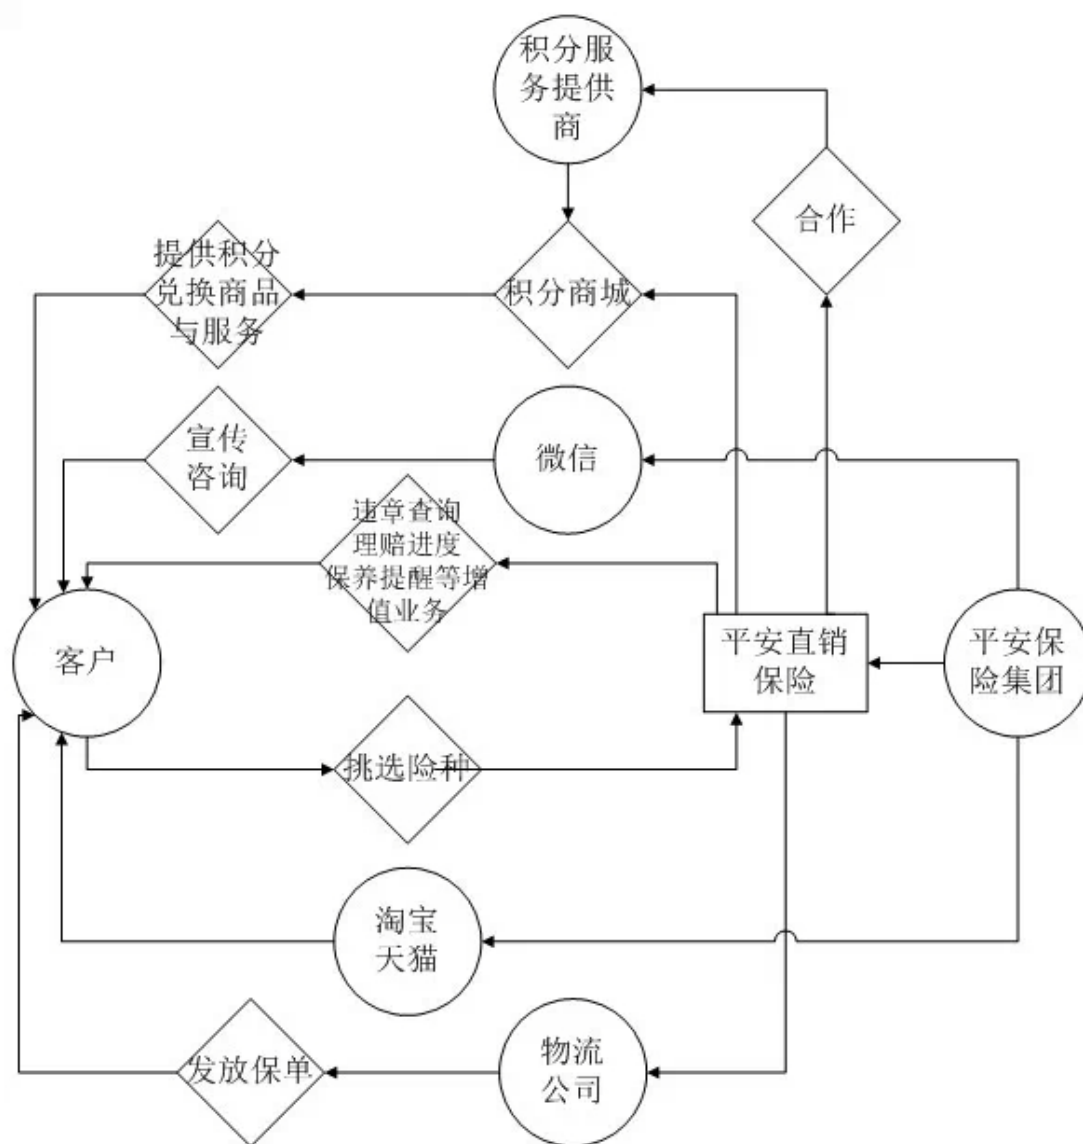 积分服
务提供
商
合作
提供积分
兑换商品
与服务
积分商城
宣传
咨询
微信
违章查询
理赔进度
保养提醒等增
值业务
客户
平安直销
保险
平安保
险集团
挑选险种
淘宝
天猫
发放保单
物流
公司